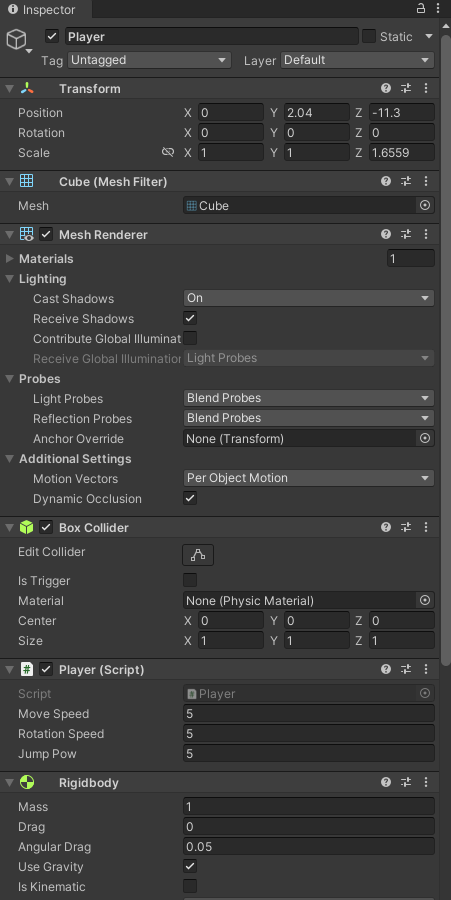 Inspector
Player Static
Tag Untagged Layer Default
Transform
Position X 0 Y 2.04 Z -11.3
Rotation X 0 Y 0 Z 0
Scale X 1 Y 1 Z 1.6559
Cube (Mesh Filter)
Mesh Cube
Mesh Renderer
Materials 1
Lighting
Cast Shadows On
Receive Shadows
Contribute Global Illuminat
Receive Global Illumination Light Probes
Probes
Light Probes Blend Probes
Reflection Probes Blend Probes
Anchor Override None (Transform)
Additional Settings
Motion Vectors Per Object Motion
Dynamic Occlusion
Box Collider
Edit Collider
Is Trigger
Material None (Physic Material)
Center X 0 Y 0 Z 0
Size X 1 Y 1 Z 1
# Player (Script)
Script Player
Move Speed 5
Rotation Speed 5
Jump Pow 5
Rigidbody
Mass 1
Drag 0
Angular Drag 0.05
Use Gravity
Is Kinematic